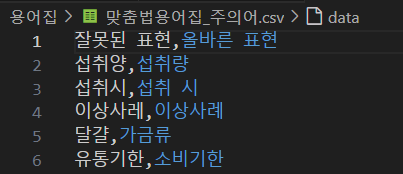 용어집 > 맞춤법용어집_주의어.csv > data
1 잘못된 표현,올바른 표현
2 섭취양,섭취량
3 섭취시,섭취 시
4 이상사레,이상사례
5 달걀,가금류
6 유통기한,소비기한